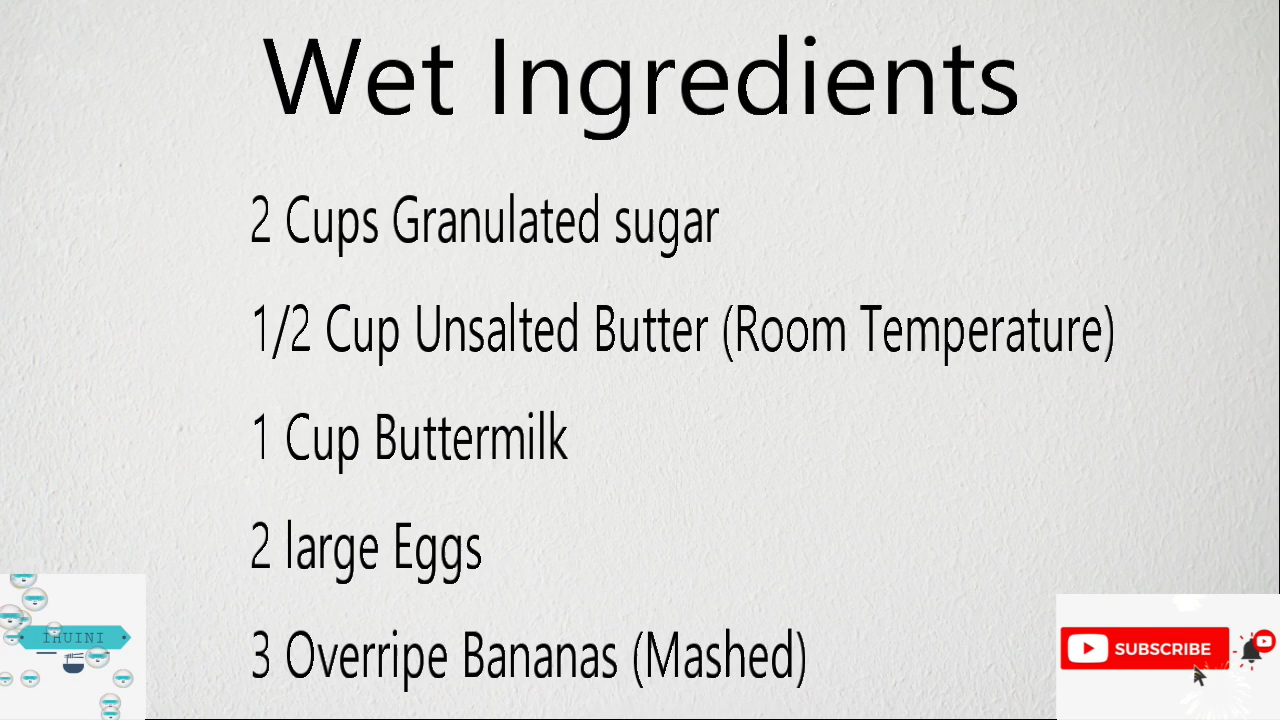 Wet Ingredients
2 Cups Granulated sugar
1/2 Cup Unsalted Butter (Room Temperature)
1 Cup Buttermilk
2 large Eggs
3 Overripe Bananas (Mashed)
SUBSCRIBE